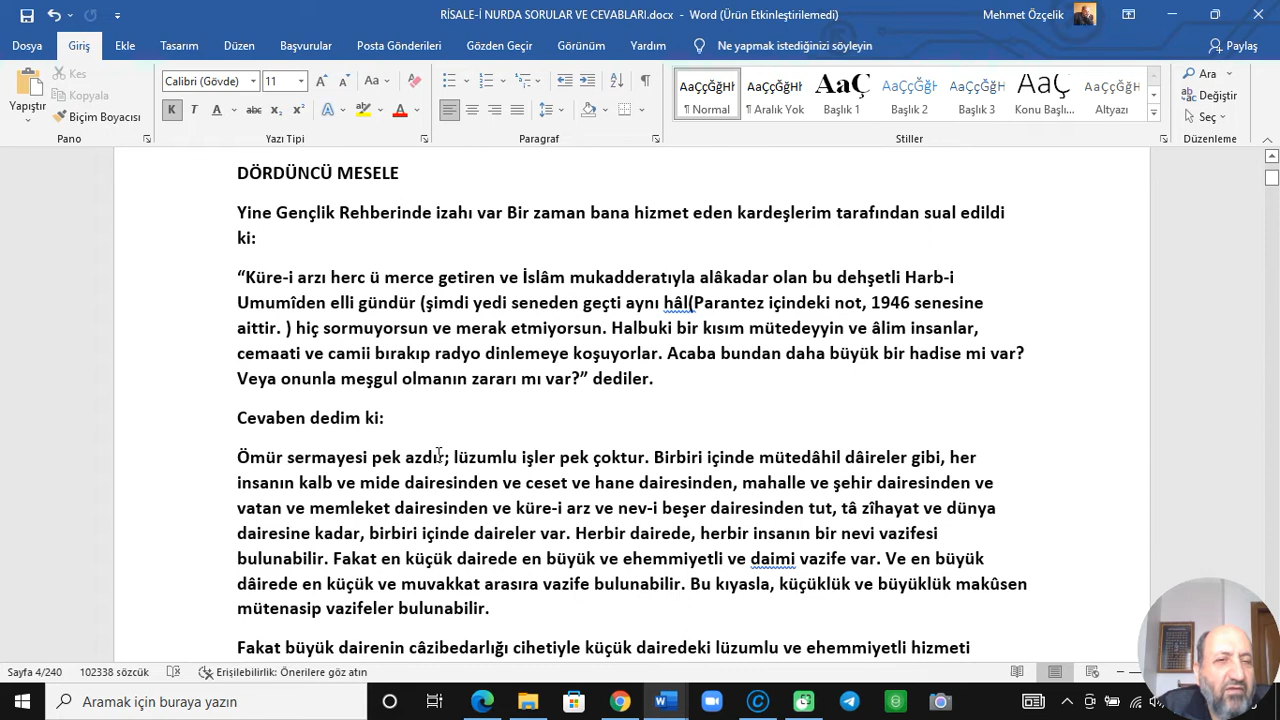 RİSALE-İ NURDA SORULAR VE CEVABLARI.docx - Word (Ürün Etkinleştirilemedi)
Mehmet Özçelik
Dosya Giriş Ekle Tasarım Düzen Başvurular Posta Gönderileri Gözden Geçir Görünüm Yardım Ne yapmak istediğinizi söyleyin Paylaş
Yapıştır
Kes
Kopyala
Biçim Boyacısı
Pano
Calibri (Gövde) 11
K T A abc x₂ x²
Yazı Tipi
Paragraf
AaÇçĞğHh AaÇçĞğHh AaÇ AaÇçĞğH AaÇçĞğHh AaÇç AaÇçĞğHh
¶ Normal ¶ Aralık Yok Başlık 1 Başlık 2 Başlık 3 Konu Başlı... Altyazı
Stiller
Ara
Değiştir
Seç
Düzenleme
DÖRDÜNCÜ MESELE
Yine Gençlik Rehberinde izahı var Bir zaman bana hizmet eden kardeşlerim tarafından sual edildi
ki:
“Küre-i arzı herc ü merce getiren ve İslâm mukadderatıyla alâkadar olan bu dehşetli Harb-i
Umumîden elli gündür (şimdi yedi seneden geçti aynı hâl(Parantez içindeki not, 1946 senesine
aittir. ) hiç sormuyorsun ve merak etmiyorsun. Halbuki bir kısım mütedeyyin ve âlim insanlar,
cemaati ve camii bırakıp radyo dinlemeye koşuyorlar. Acaba bundan daha büyük bir hadise mi var?
Veya onunla meşgul olmanın zararı mı var?” dediler.
Cevaben dedim ki:
Ömür sermayesi pek azdır; lüzumlu işler pek çoktur. Birbiri içinde mütedâhil dâireler gibi, her
insanın kalb ve mide dairesinden ve ceset ve hane dairesinden, mahalle ve şehir dairesinden ve
vatan ve memleket dairesinden ve küre-i arz ve nev-i beşer dairesinden tut, tâ zîhayat ve dünya
dairesine kadar, birbiri içinde daireler var. Herbir dairede, herbir insanın bir nevi vazifesi
bulunabilir. Fakat en küçük dairede en büyük ve ehemmiyetli ve daimi vazife var. Ve en büyük
dâirede en küçük ve muvakkat arasıra vazife bulunabilir. Bu kıyasla, küçüklük ve büyüklük makûsen
mütenasip vazifeler bulunabilir.
Fakat büyük dairenin câzibedarlığı cihetiyle küçük dairedeki lüzumlu ve ehemmiyetli hizmeti
Sayfa 4/240 102338 sözcük Erişilebilirlik: Önerilere göz atın
Aramak için buraya yazın